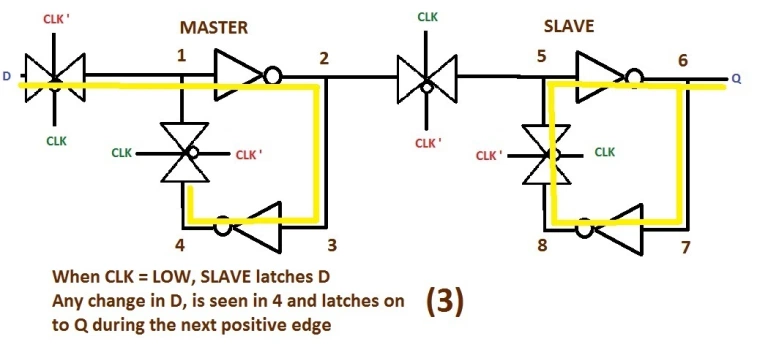 CLK '
MASTER
CLK
SLAVE
1
2
5
6
D
Q
CLK
CLK
CLK '
CLK '
CLK '
CLK
4
3
8
7
When CLK = LOW, SLAVE latches D
Any change in D, is seen in 4 and latches on
to Q during the next positive edge
(3)